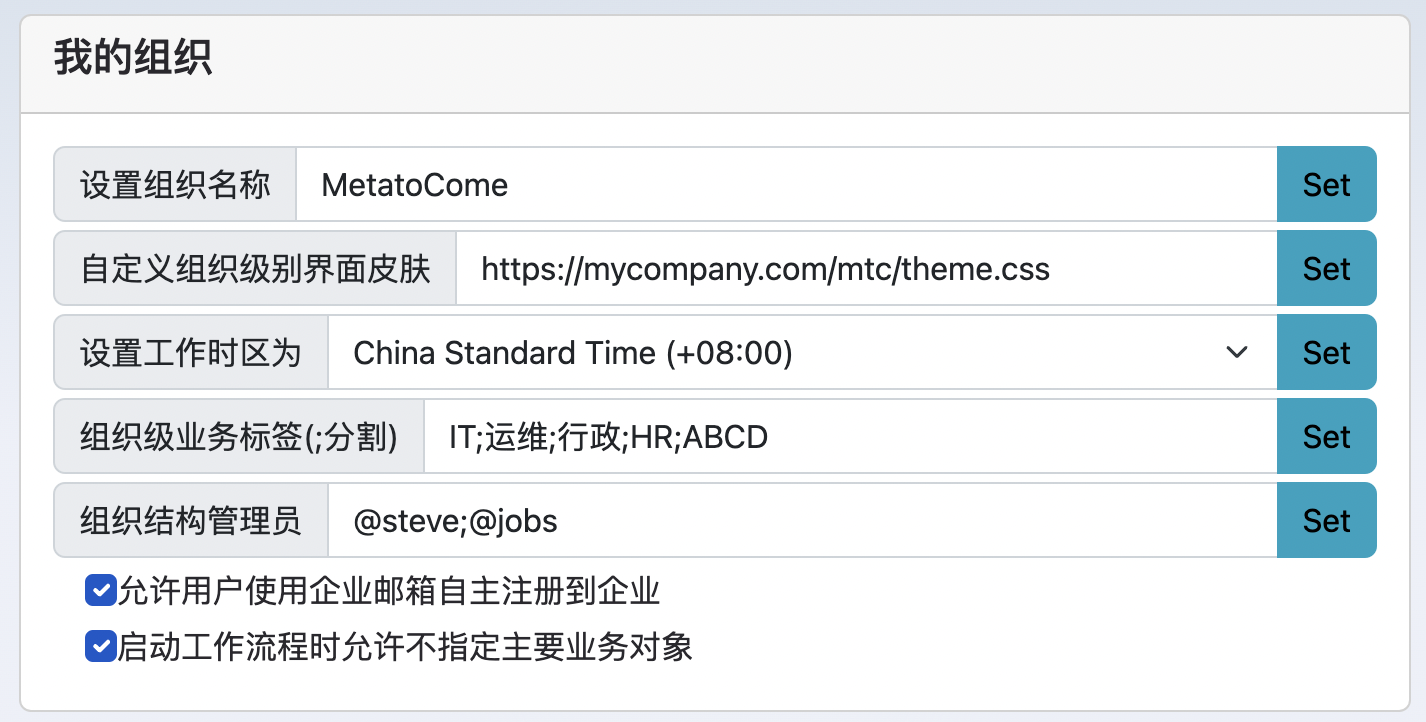 我的组织
设置组织名称 MetatoCome Set
自定义组织级别界面皮肤 https://mycompany.com/mtc/theme.css Set
设置工作时区为 China Standard Time (+08:00) Set
组织级业务标签(;分割) IT;运维;行政;HR;ABCD Set
组织结构管理员 @steve;@jobs Set
允许用户使用企业邮箱自主注册到企业
启动工作流程时允许不指定主要业务对象